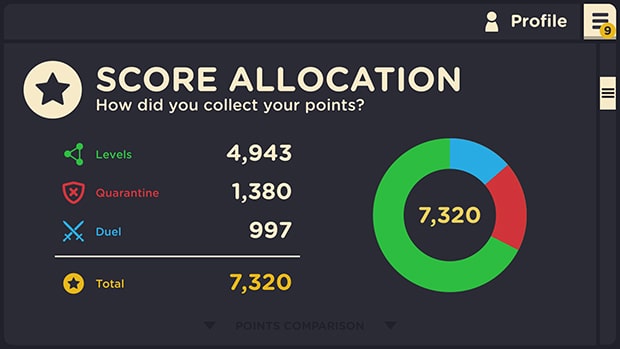 Profile
9
SCORE ALLOCATION
How did you collect your points?
Levels 4,943
Quarantine 1,380
Duel 997
Total 7,320
7,320
POINTS COMPARISON